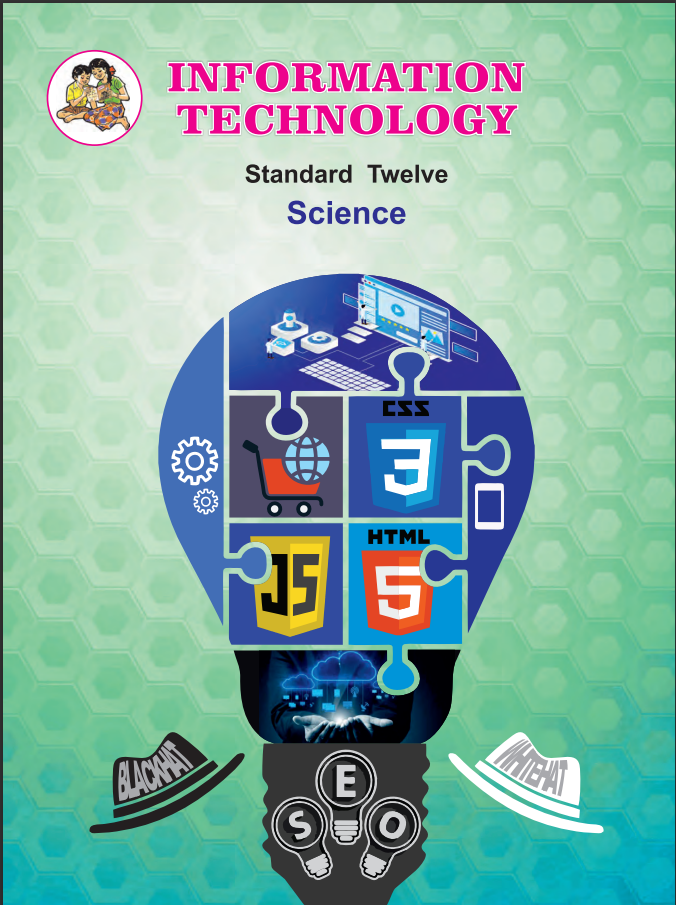 INFORMATION
TECHNOLOGY
Standard Twelve
Science
CSS
3
JS
HTML
5
BLACKHAT
WHITEHAT
E
S
O